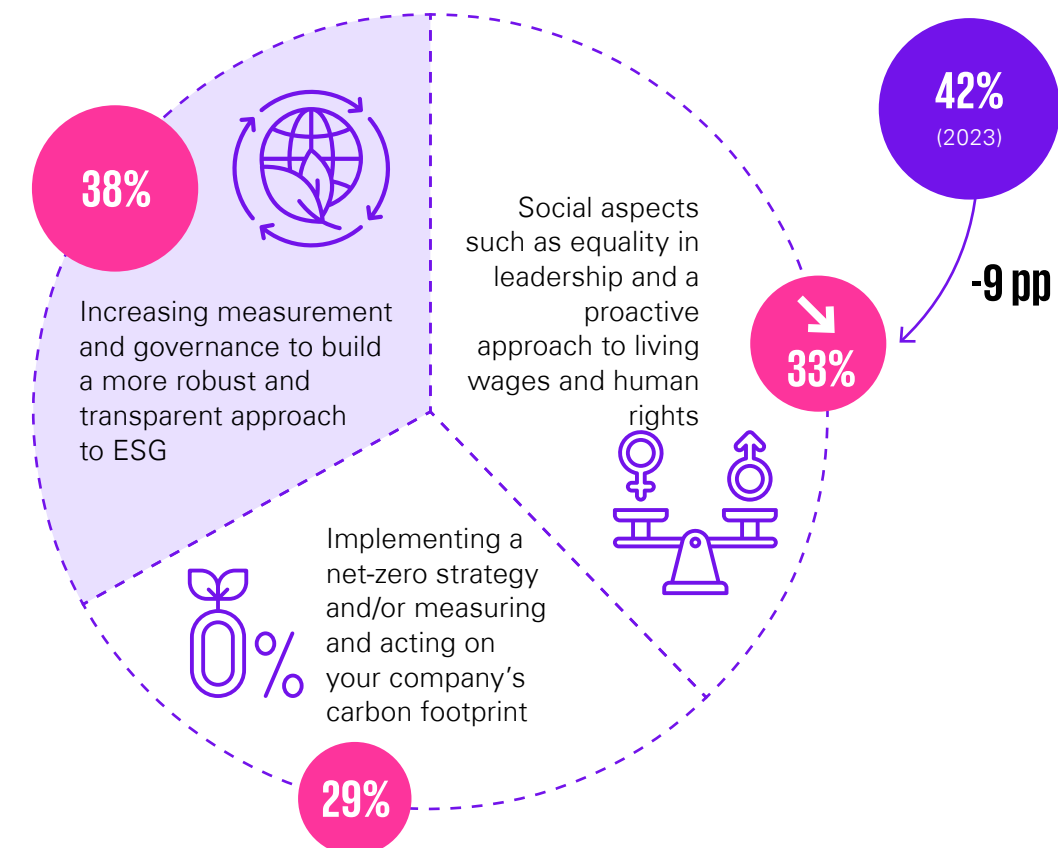 38%
Increasing measurement
and governance to build
a more robust and
transparent approach
to ESG
Social aspects
such as equality in
leadership and a
proactive
approach to living
wages and human
rights
42%
(2023)
-9 pp
33%
Implementing a
net-zero strategy
and/or measuring
and acting on
your company's
carbon footprint
0%
29%